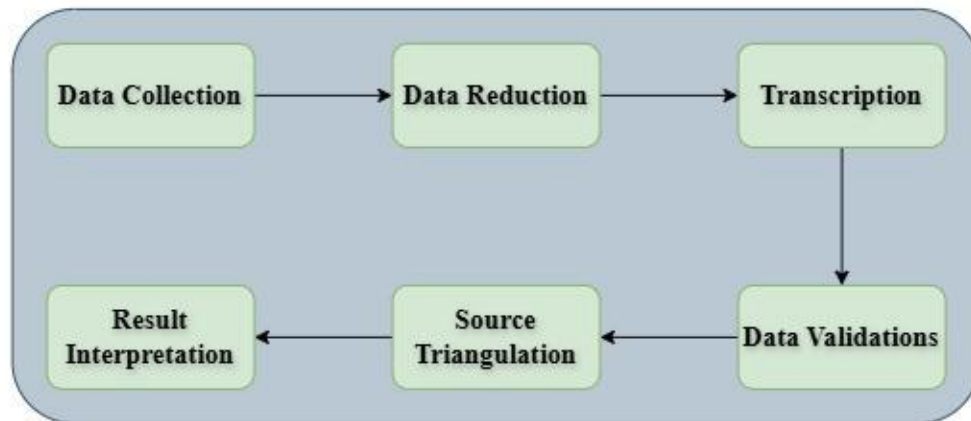 Data Collection
Data Reduction
Transcription
Data Validations
Source
Triangulation
Result
Interpretation